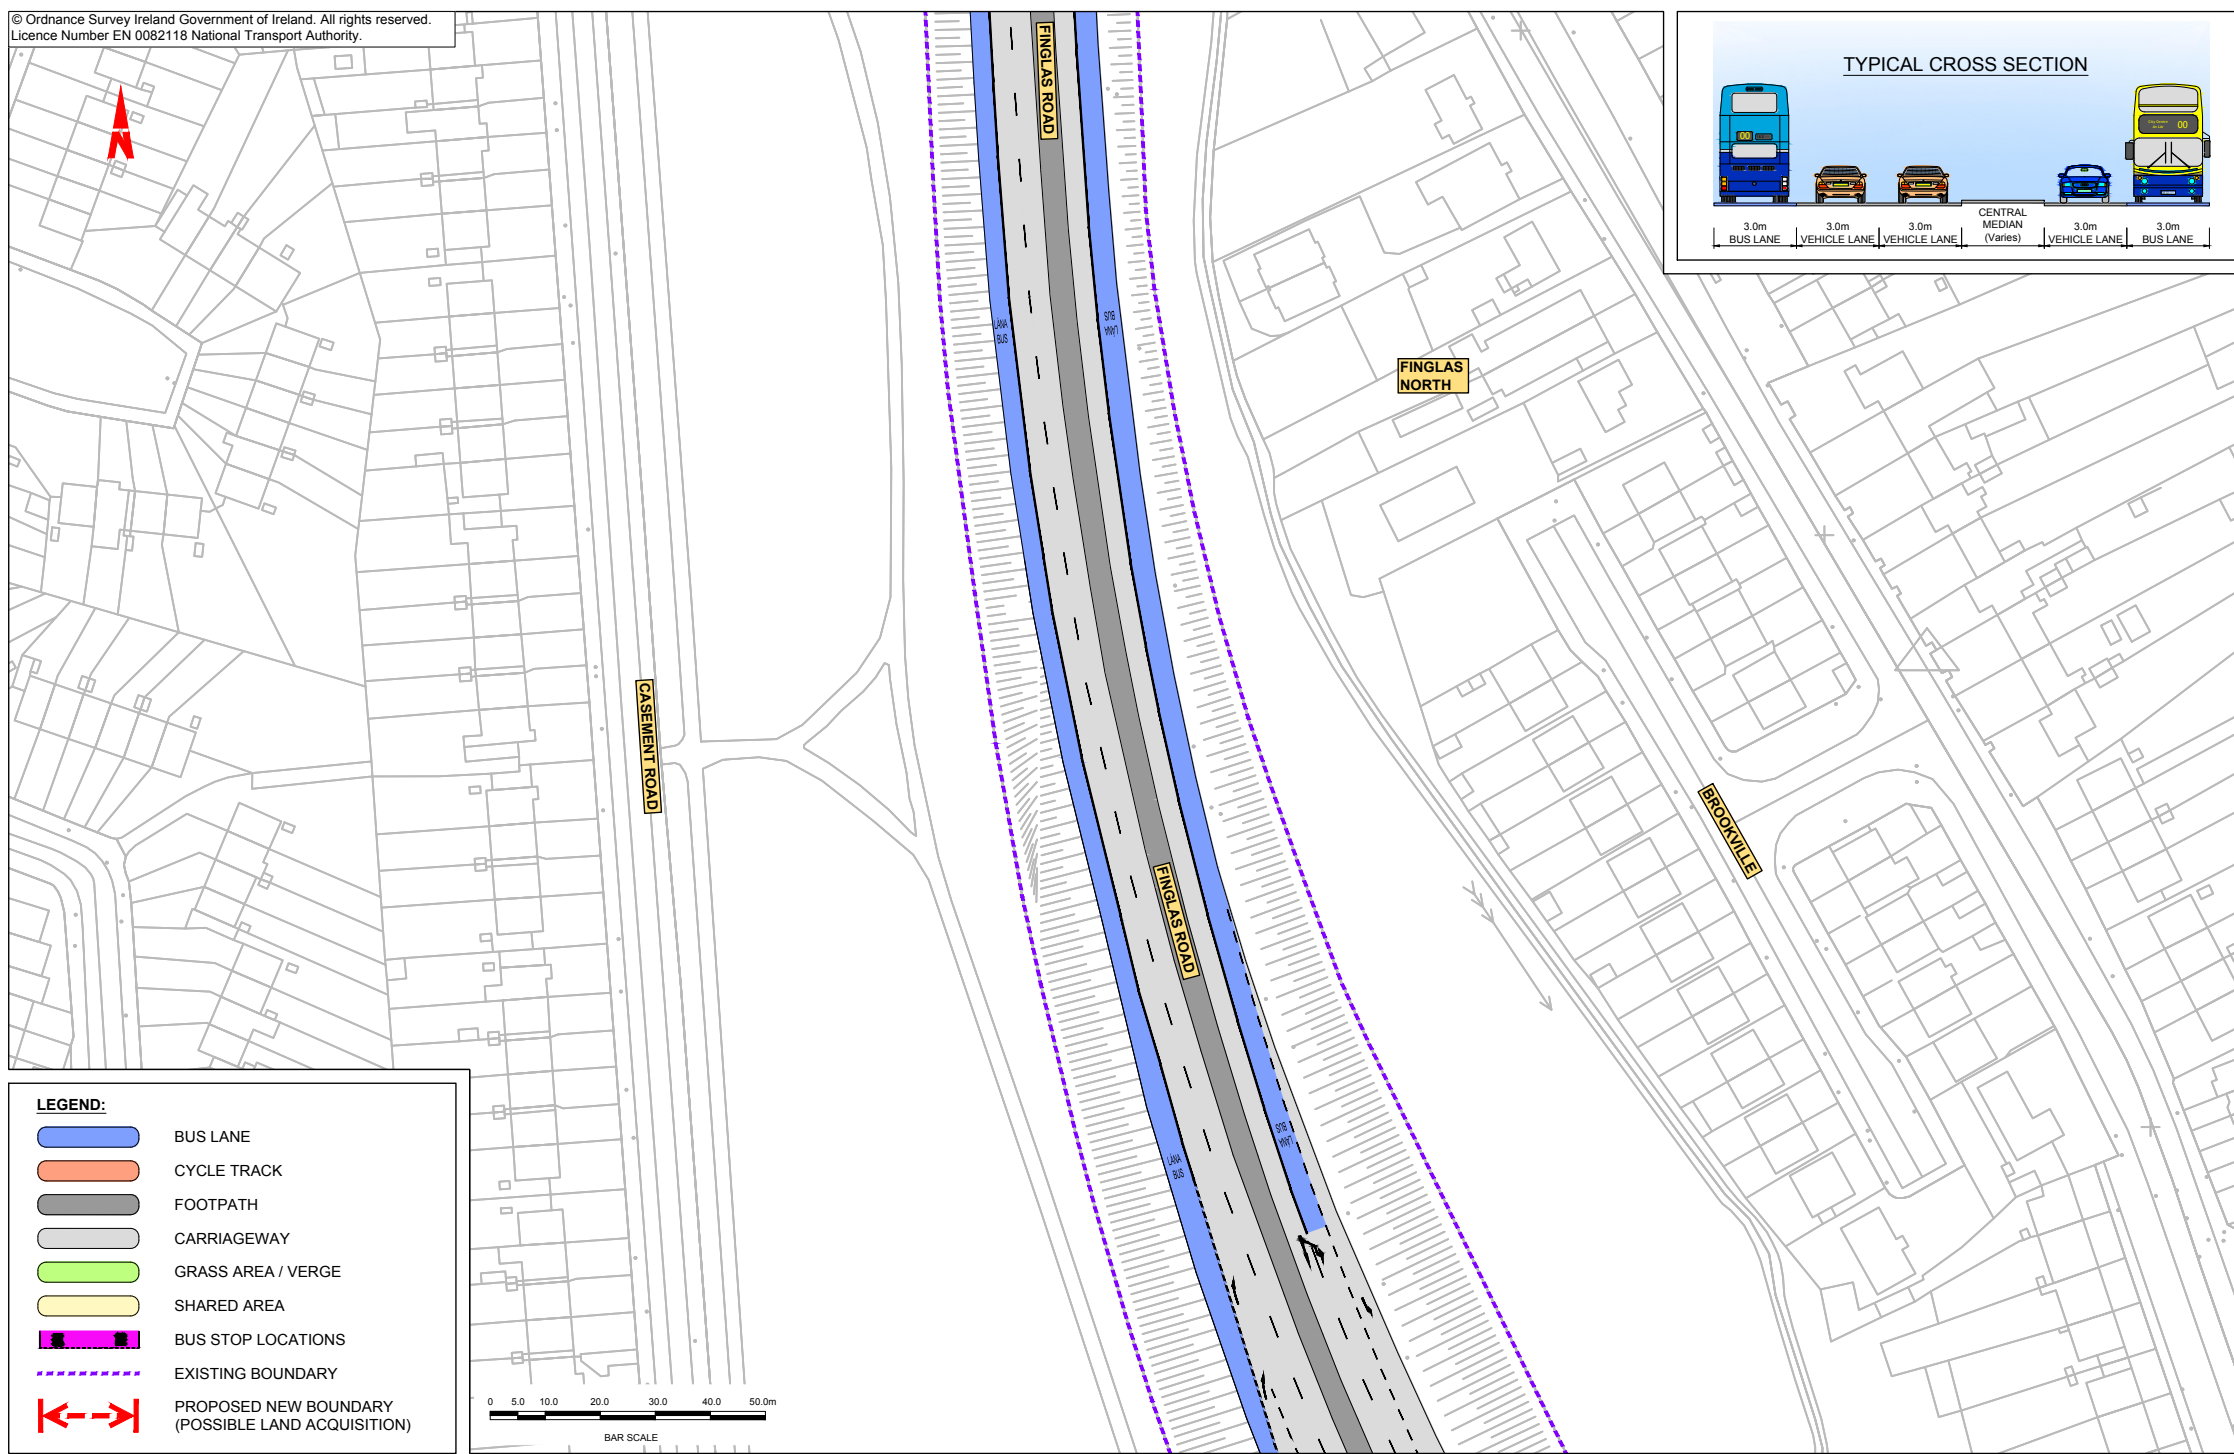 © Ordnance Survey Ireland Government of Ireland. All rights reserved.
Licence Number EN 0082118 National Transport Authority.
N
FINGLAS ROAD
TYPICAL CROSS SECTION
00
00
CENTRAL
MEDIAN
(Varies)
3.0m
BUS LANE
3.0m
VEHICLE LANE
3.0m
VEHICLE LANE
3.0m
VEHICLE LANE
3.0m
BUS LANE
LÁNA
BUS
LÁNA
BUS
FINGLAS
NORTH
CASEMENT ROAD
BROOKVILLE
FINGLAS ROAD
LÁNA
BUS
LÁNA
BUS
LEGEND:
BUS LANE
CYCLE TRACK
FOOTPATH
CARRIAGEWAY
GRASS AREA / VERGE
SHARED AREA
BUS STOP LOCATIONS
EXISTING BOUNDARY
PROPOSED NEW BOUNDARY
(POSSIBLE LAND ACQUISITION)
0 5.0 10.0 20.0 30.0 40.0 50.0m
BAR SCALE